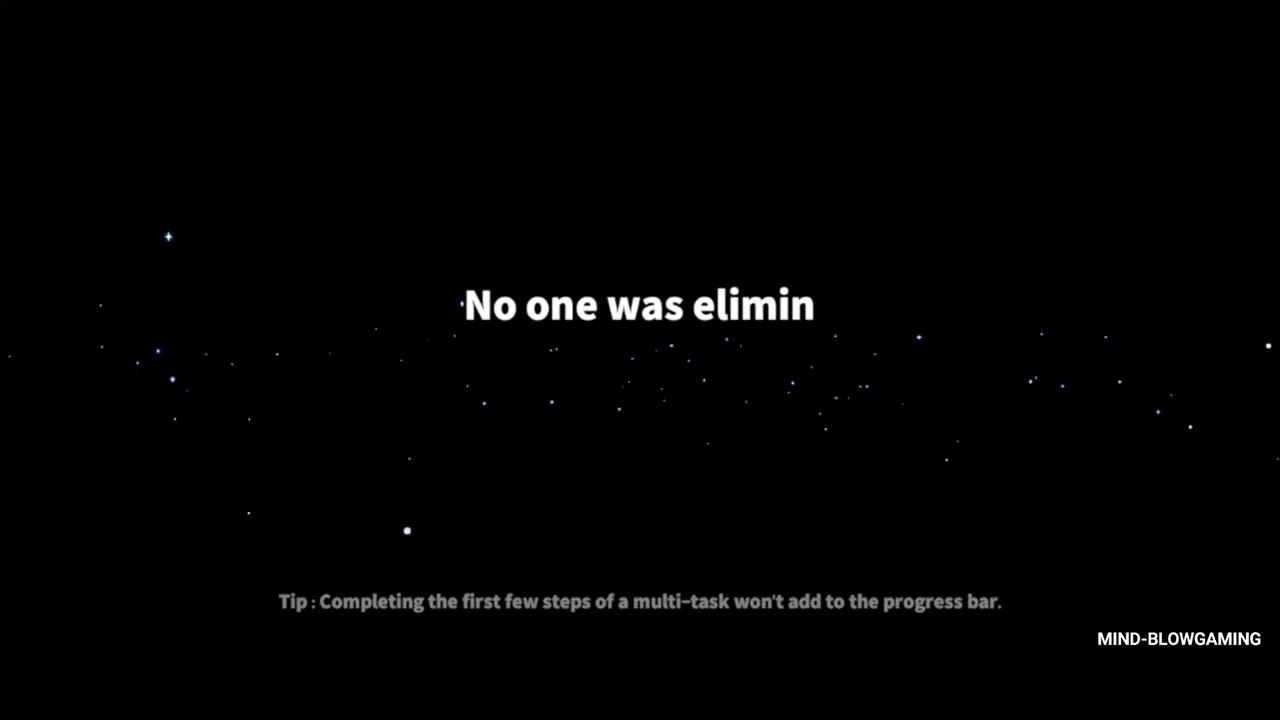 No one was elimin
Tip : Completing the first few steps of a multi-task won't add to the progress bar.
MIND-BLOWGAMING